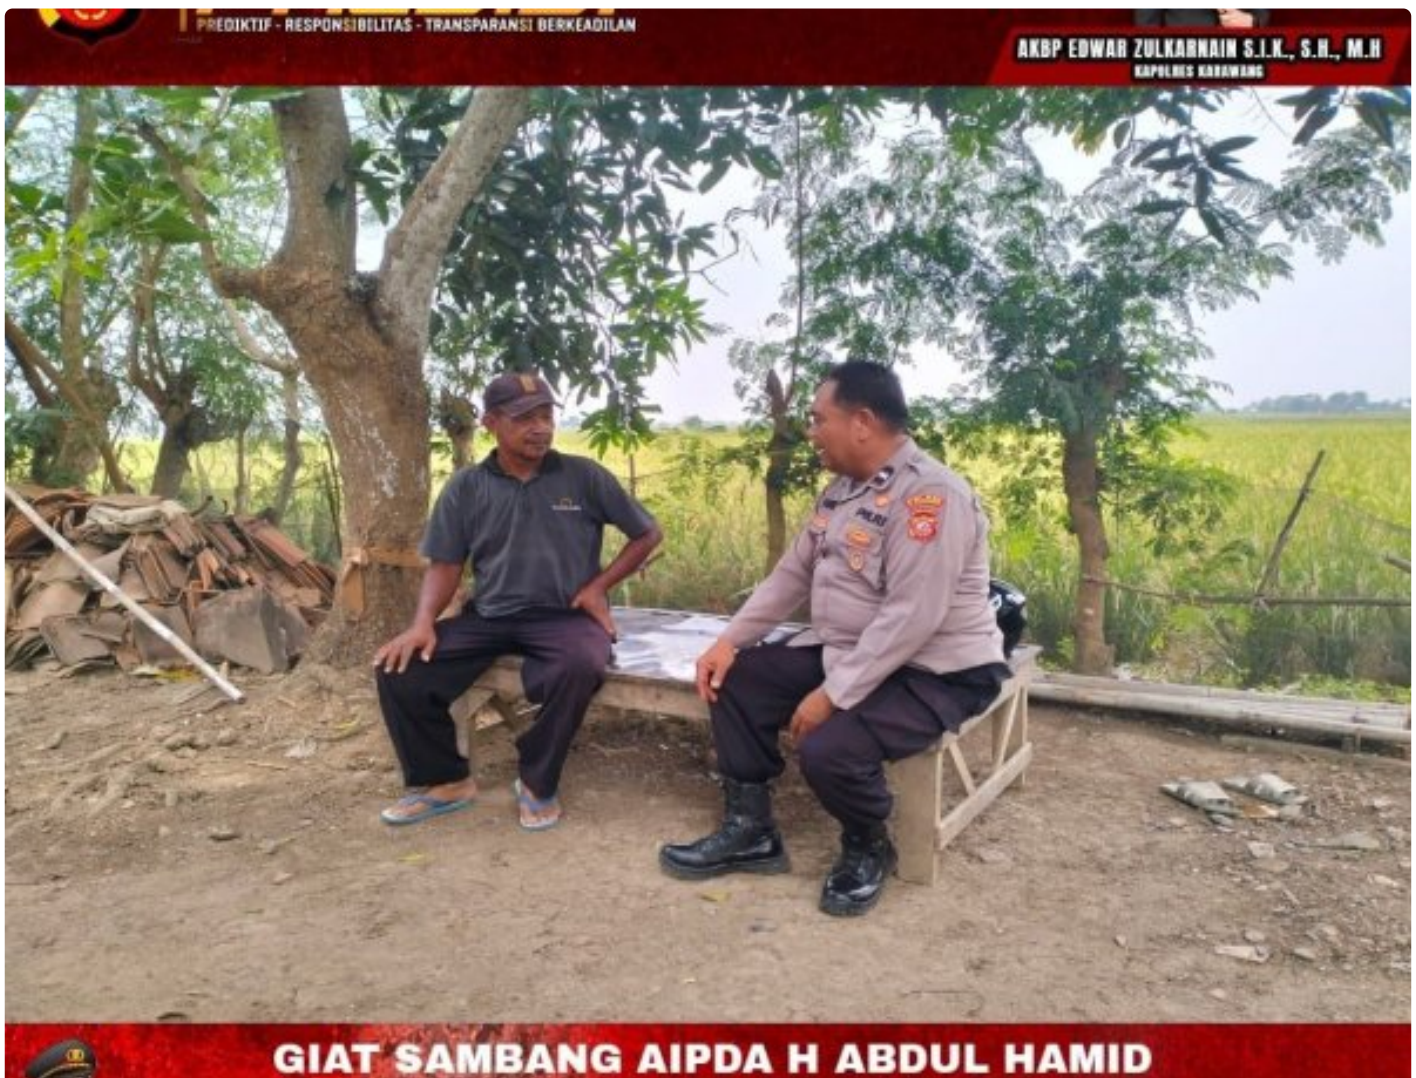 PREDIKTIF - RESPONSIBILITAS - TRANSPARANSI BERKEADILAN
AKBP EDWAR ZULKARNAIN S.I.K., S.H., M.H
KAPOLRES KARAWANG
POLRI
GIAT SAMBANG AIPDA H ABDUL HAMID